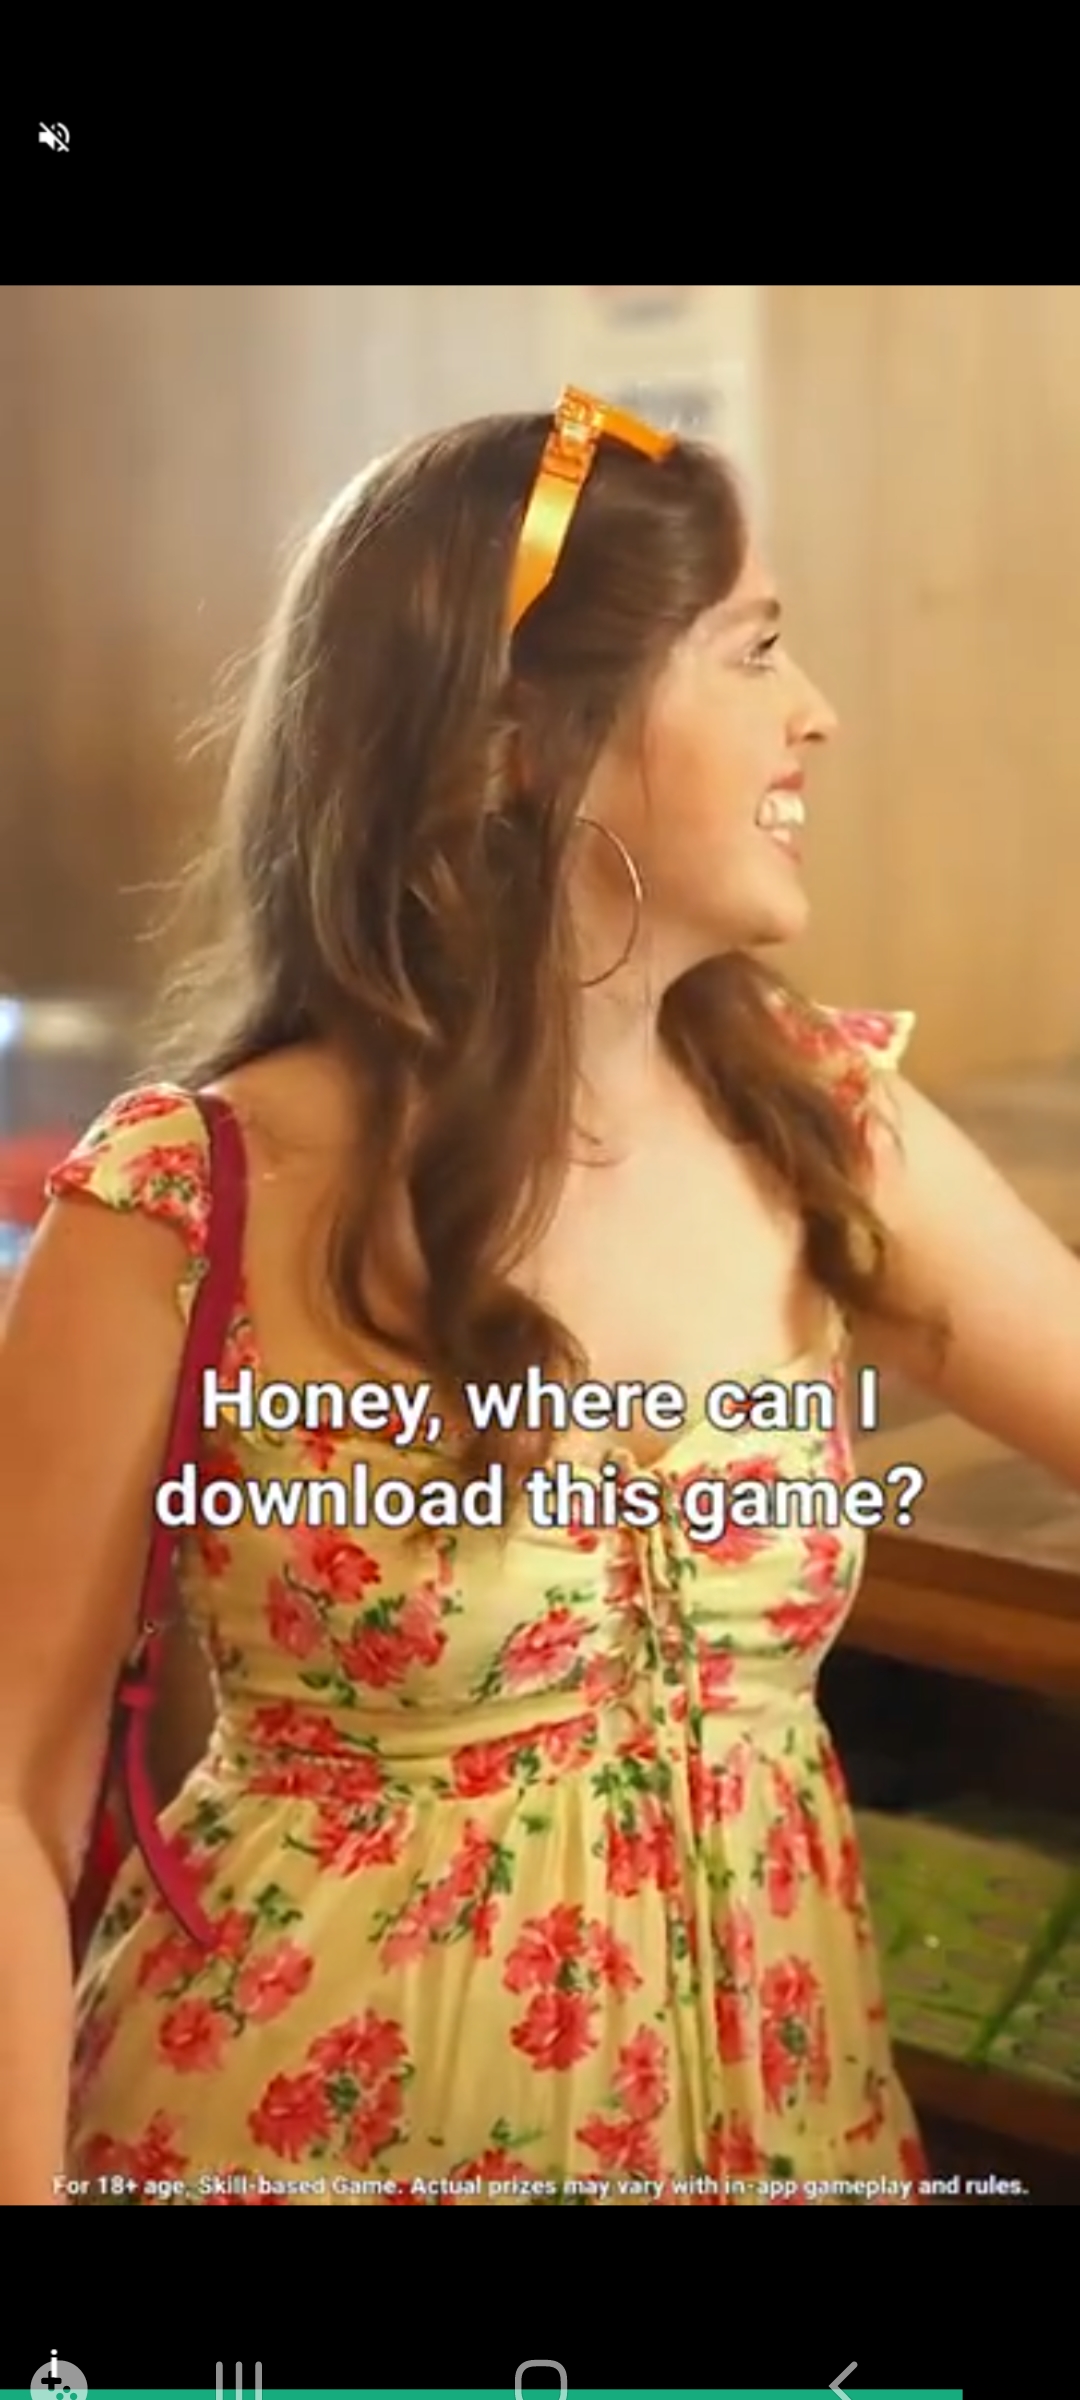 Honey, where can I
download this game?
For 18+ age, Skill-based Game. Actual prizes may vary with in-app gameplay and rules.